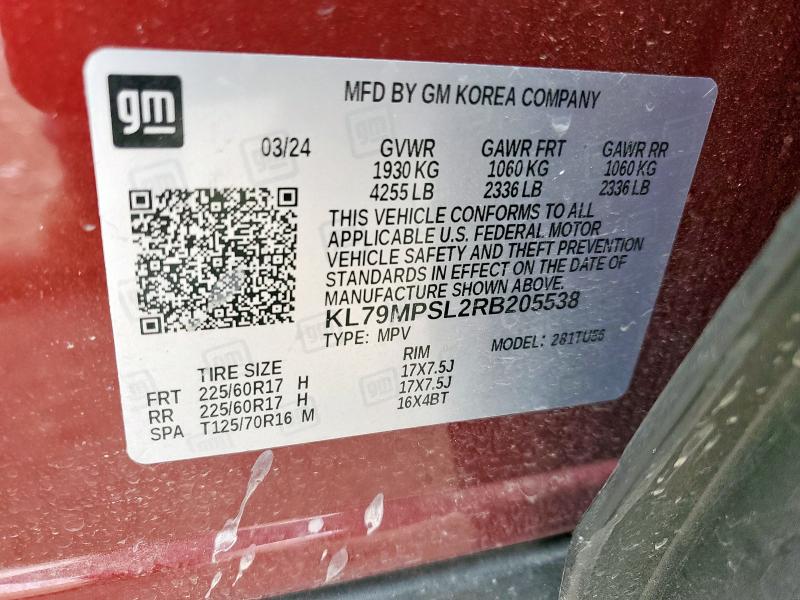 gm
MFD BY GM KOREA COMPANY
03/24 GVWR GAWR FRT GAWR RR
1930 KG 1060 KG 1060 KG
4255 LB 2336 LB 2336 LB
THIS VEHICLE CONFORMS TO ALL
APPLICABLE U.S. FEDERAL MOTOR
VEHICLE SAFETY AND THEFT PREVENTION
STANDARDS IN EFFECT ON THE DATE OF
MANUFACTURE SHOWN ABOVE.
KL79MPSL2RB205538
TYPE: MPV MODEL: 281TU56
TIRE SIZE RIM
FRT 225/60R17 H 17X7.5J
RR 225/60R17 H 17X7.5J
SPA T125/70R16 M 16X4BT